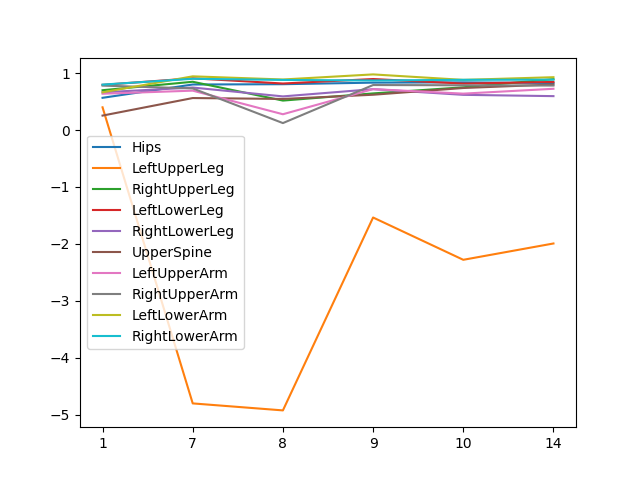 1
0
−1
−2
−3
−4
−5
1 7 8 9 10 14
Hips
LeftUpperLeg
RightUpperLeg
LeftLowerLeg
RightLowerLeg
UpperSpine
LeftUpperArm
RightUpperArm
LeftLowerArm
RightLowerArm